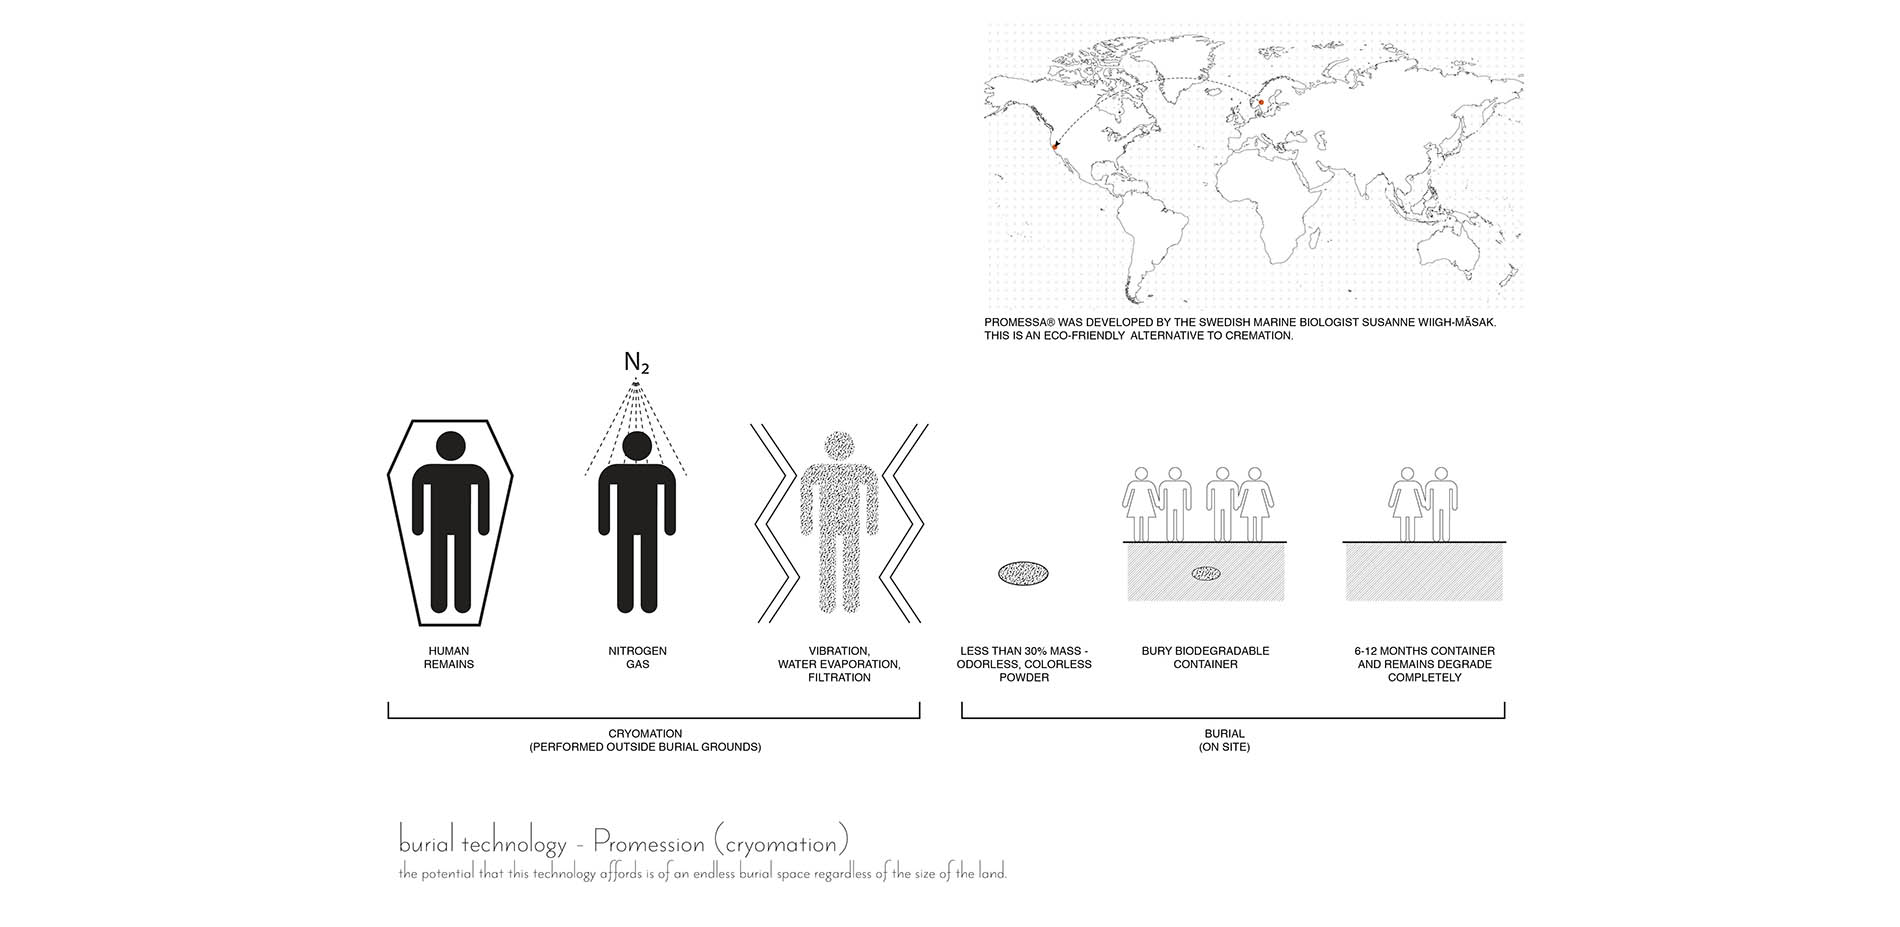 PROMESSA® WAS DEVELOPED BY THE SWEDISH MARINE BIOLOGIST SUSANNE WIIGH-MÄSAK.
THIS IS AN ECO-FRIENDLY ALTERNATIVE TO CREMATION.
N₂
HUMAN
REMAINS
NITROGEN
GAS
VIBRATION,
WATER EVAPORATION,
FILTRATION
LESS THAN 30% MASS -
ODORLESS, COLORLESS
POWDER
BURY BIODEGRADABLE
CONTAINER
6-12 MONTHS CONTAINER
AND REMAINS DEGRADE
COMPLETELY
CRYOMATION
(PERFORMED OUTSIDE BURIAL GROUNDS)
BURIAL
(ON SITE)
burial technology - Promession (cryomation)
the potential that this technology affords is of an endless burial space regardless of the size of the land.